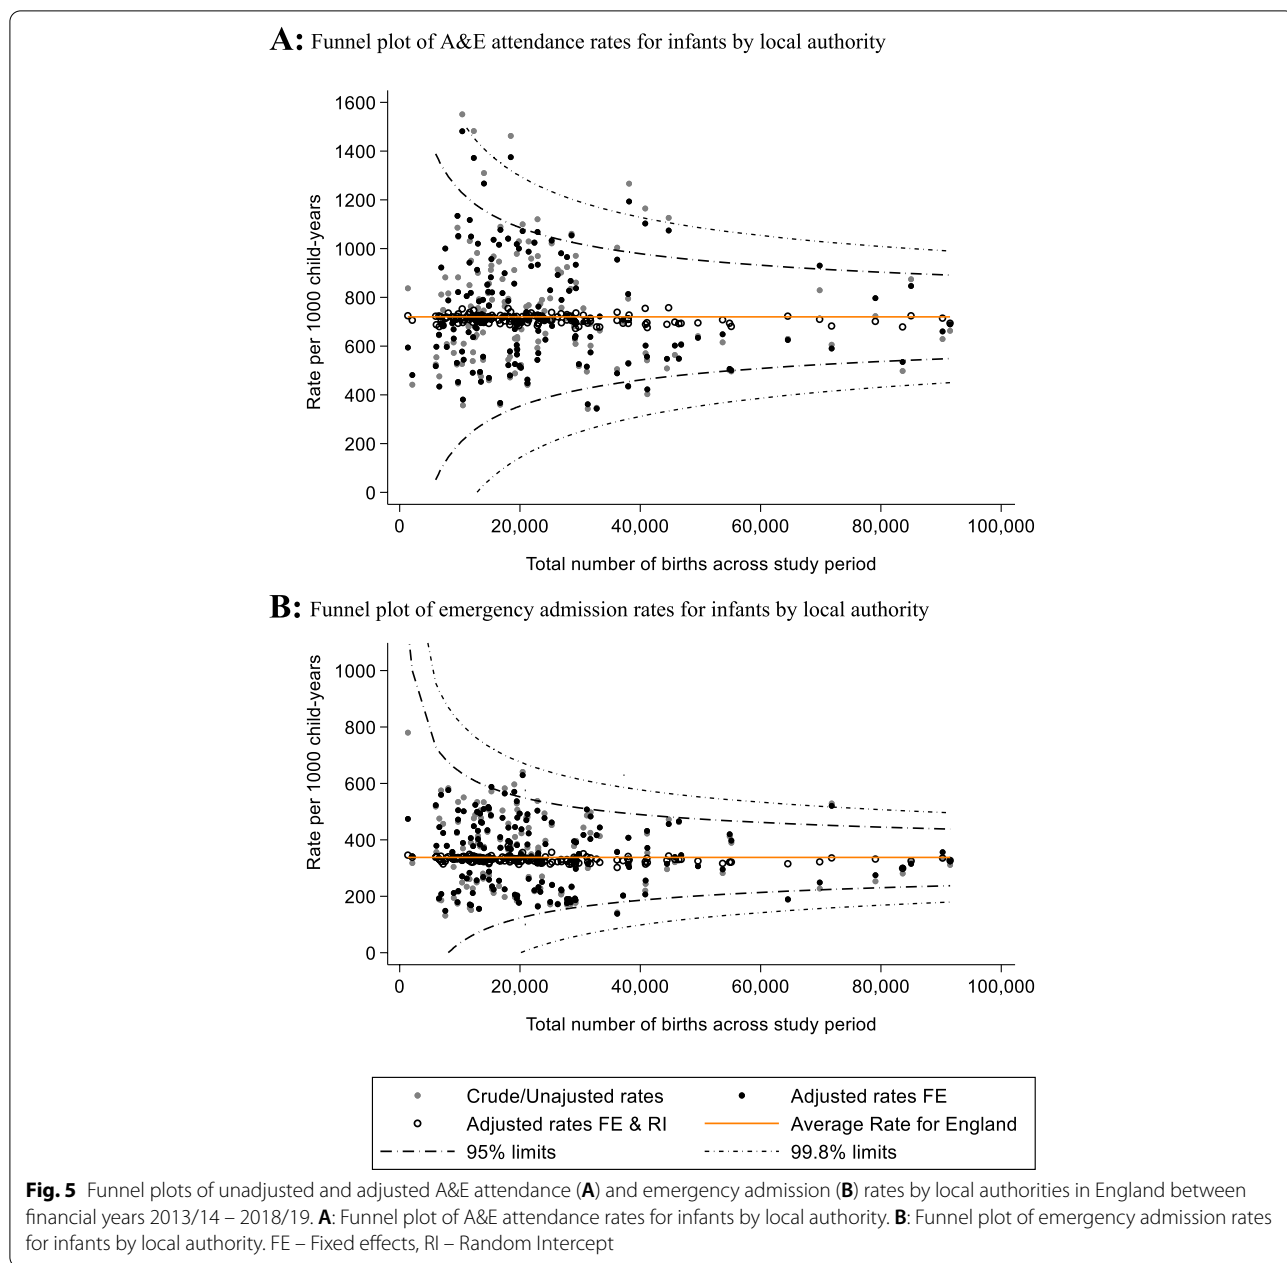 A: Funnel plot of A&E attendance rates for infants by local authority
Rate per 1000 child-years
1600
1400
1200
1000
800
600
400
200
0
0 20,000 40,000 60,000 80,000 100,000
Total number of births across study period
B: Funnel plot of emergency admission rates for infants by local authority
Rate per 1000 child-years
1000
800
600
400
200
0
0 20,000 40,000 60,000 80,000 100,000
Total number of births across study period
Crude/Unajusted rates Adjusted rates FE
Adjusted rates FE & RI Average Rate for England
95% limits 99.8% limits
Fig. 5 Funnel plots of unadjusted and adjusted A&E attendance (A) and emergency admission (B) rates by local authorities in England between
financial years 2013/14 – 2018/19. A: Funnel plot of A&E attendance rates for infants by local authority. B: Funnel plot of emergency admission rates
for infants by local authority. FE – Fixed effects, RI – Random Intercept